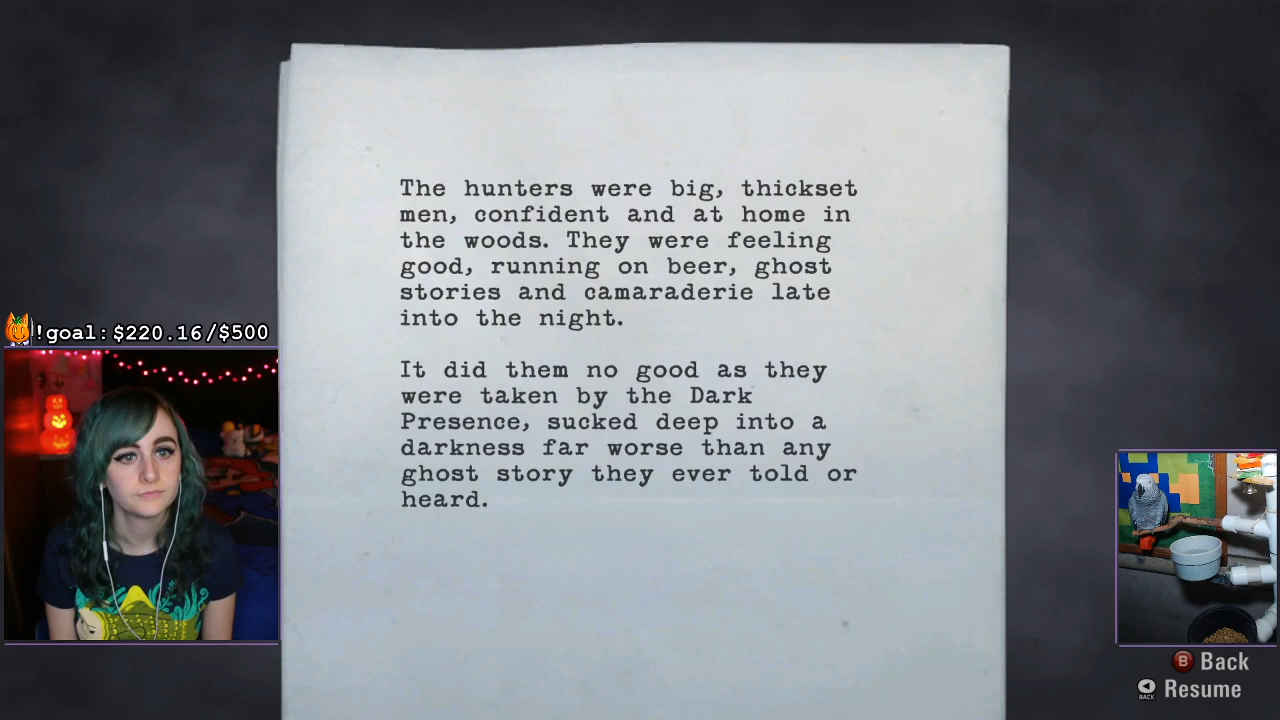 The hunters were big, thickset
men, confident and at home in
the woods. They were feeling
good, running on beer, ghost
stories and camaraderie late
into the night.
It did them no good as they
were taken by the Dark
Presence, sucked deep into a
darkness far worse than any
ghost story they ever told or
heard.
!goal: $220.16/$500
B Back
BACK Resume